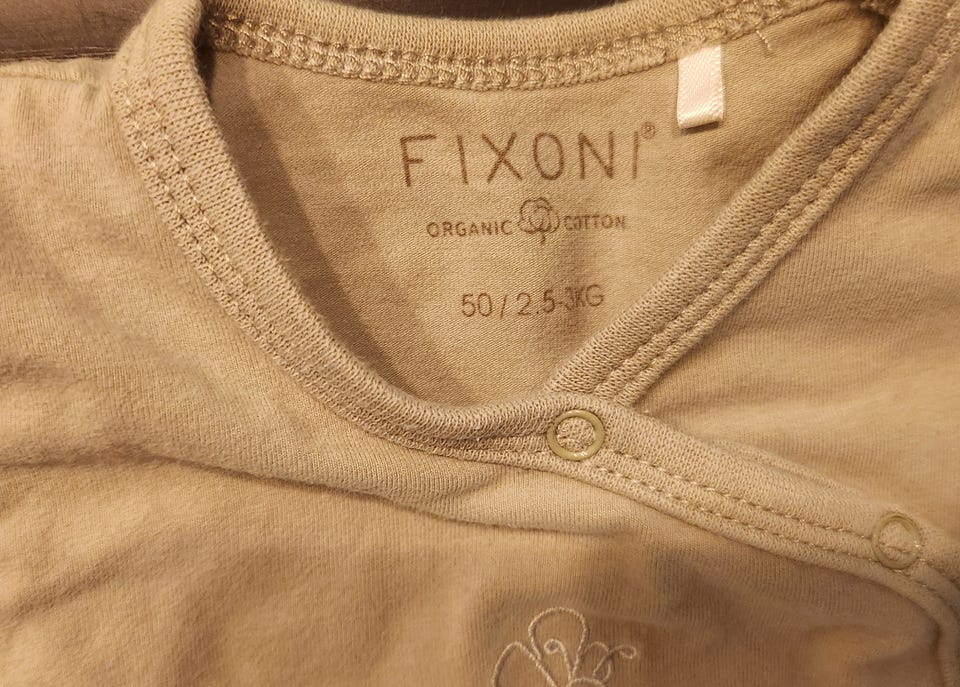 FIXONI®
ORGANIC COTTON
50 / 2.5-3KG